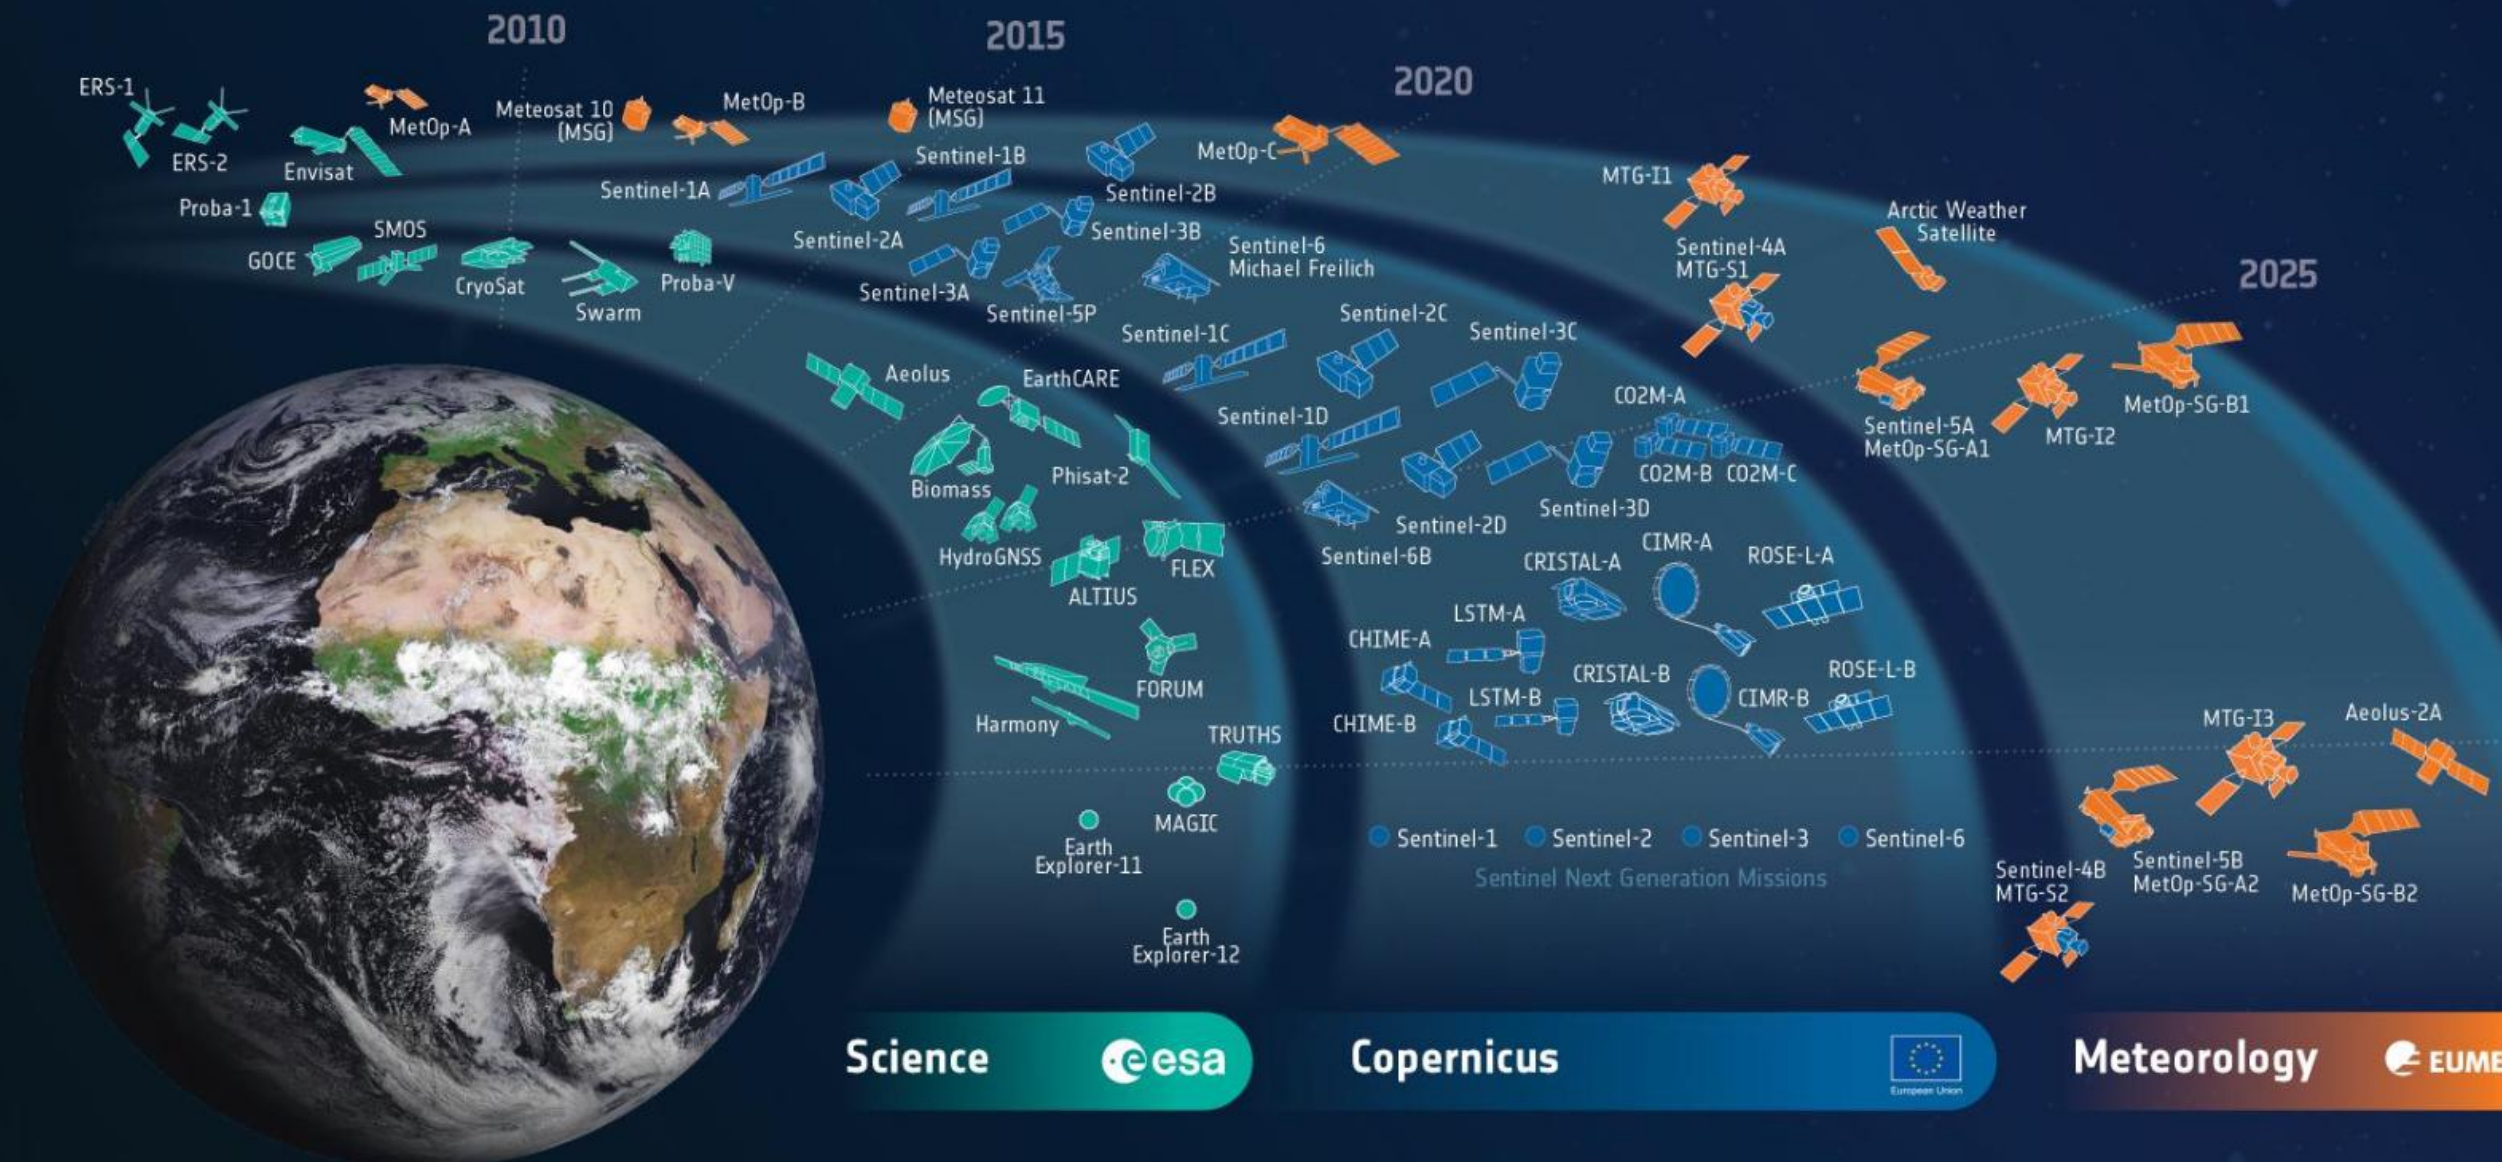 2010
2015
2020
2025
ERS-1
ERS-2
Envisat
MetOp-A
Meteosat 10
(MSG)
MetOp-B
Meteosat 11
(MSG)
MetOp-C
MTG-I1
Sentinel-4A
MTG-S1
Arctic Weather
Satellite
Sentinel-5A
MetOp-SG-A1
MTG-I2
MetOp-SG-B1
Proba-1
GOCE
SMOS
CryoSat
Swarm
Proba-V
Sentinel-1A
Sentinel-2A
Sentinel-1B
Sentinel-2B
Sentinel-3A
Sentinel-3B
Sentinel-5P
Sentinel-6
Michael Freilich
Sentinel-1C
Sentinel-2C
Sentinel-3C
Sentinel-1D
Sentinel-2D
Sentinel-3D
Sentinel-6B
CO2M-A
CO2M-B
CO2M-C
Aeolus
EarthCARE
Biomass
Phisat-2
HydroGNSS
ALTIUS
FLEX
FORUM
Harmony
TRUTHS
MAGIC
Earth
Explorer-11
Earth
Explorer-12
CRISTAL-A
CIMR-A
ROSE-L-A
LSTM-A
CHIME-A
CRISTAL-B
CIMR-B
ROSE-L-B
LSTM-B
CHIME-B
Sentinel-1
Sentinel-2
Sentinel-3
Sentinel-6
Sentinel Next Generation Missions
MTG-I3
Aeolus-2A
Sentinel-4B
MTG-S2
Sentinel-5B
MetOp-SG-A2
MetOp-SG-B2
Science
esa
Copernicus
European Union
Meteorology
EUME